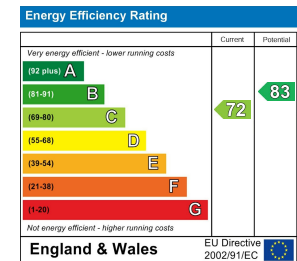 Energy Efficiency Rating
Current Potential
Very energy efficient - lower running costs
(92 plus) A
(81-91) B
83
(69-80) C
72
(55-68) D
(39-54) E
(21-38) F
(1-20) G
Not energy efficient - higher running costs
England & Wales
EU Directive
2002/91/EC